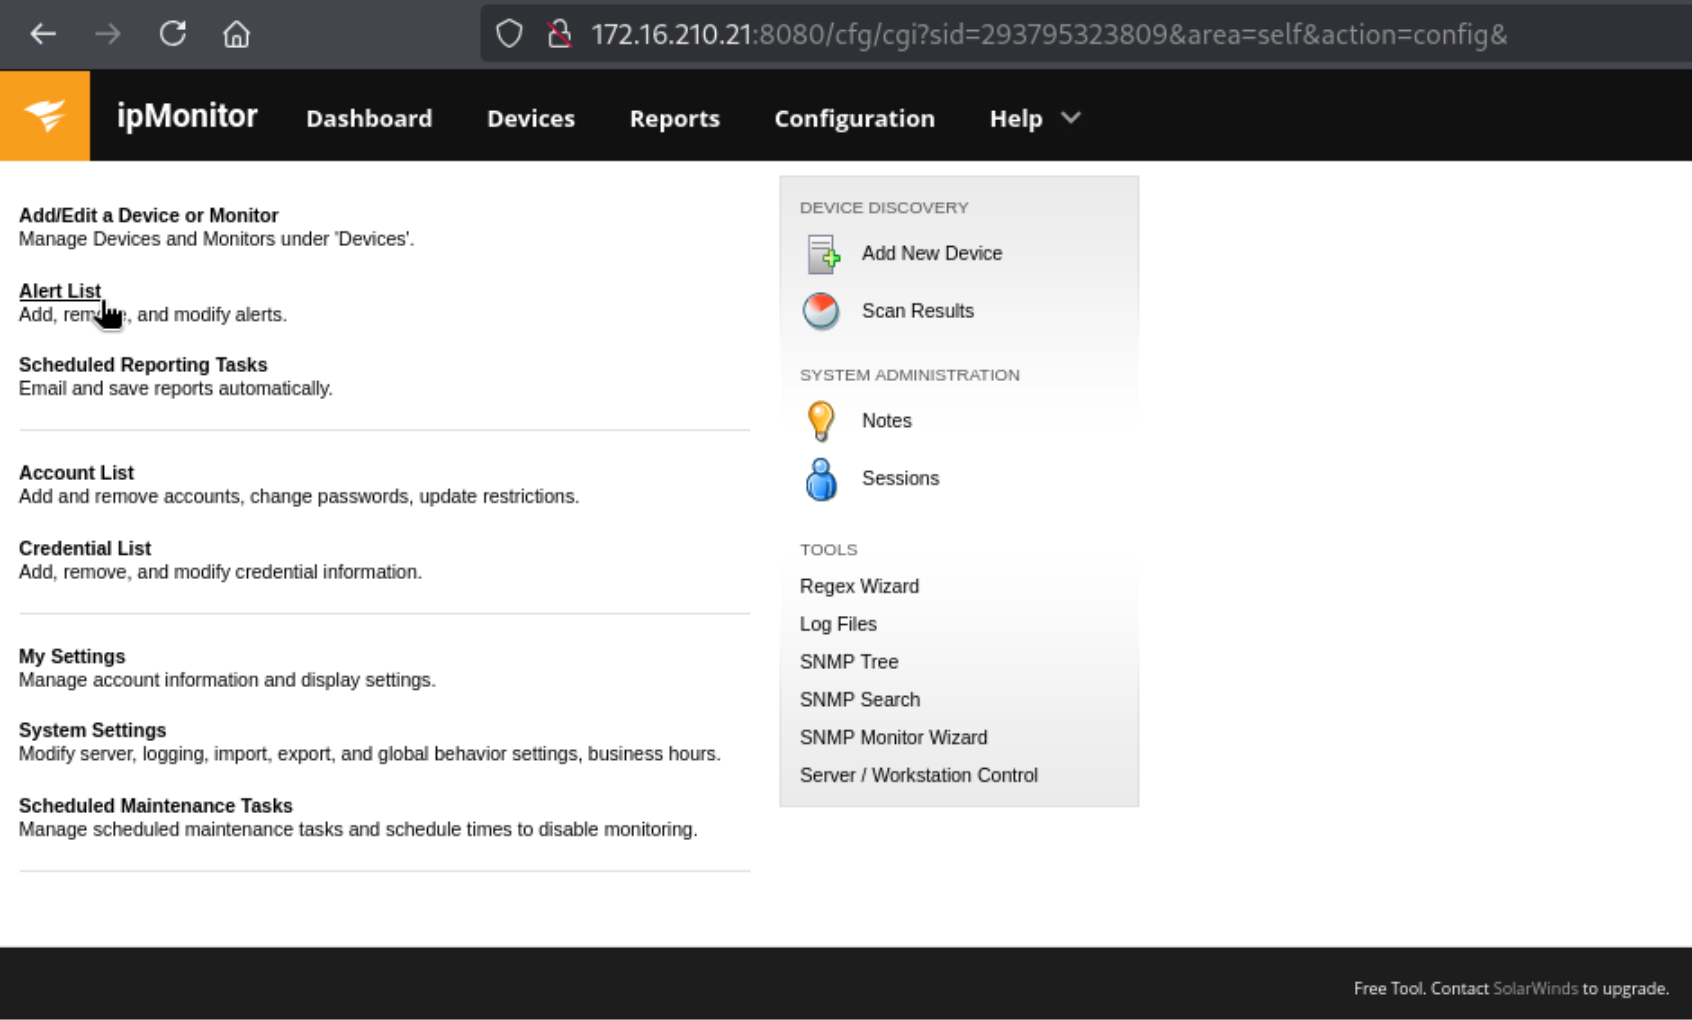 172.16.210.21:8080/cfg/cgi?sid=293795323809&area=self&action=config&
ipMonitor Dashboard Devices Reports Configuration Help
Add/Edit a Device or Monitor
Manage Devices and Monitors under 'Devices'.
Alert List
Add, and modify alerts.
Scheduled Reporting Tasks
Email and save reports automatically.
Account List
Add and remove accounts, change passwords, update restrictions.
Credential List
Add, remove, and modify credential information.
My Settings
Manage account information and display settings.
System Settings
Modify server, logging, import, export, and global behavior settings, business hours.
Scheduled Maintenance Tasks
Manage scheduled maintenance tasks and schedule times to disable monitoring.
DEVICE DISCOVERY
Add New Device
Scan Results
SYSTEM ADMINISTRATION
Notes
Sessions
TOOLS
Regex Wizard
Log Files
SNMP Tree
SNMP Search
SNMP Monitor Wizard
Server / Workstation Control
Free Tool. Contact SolarWinds to upgrade.